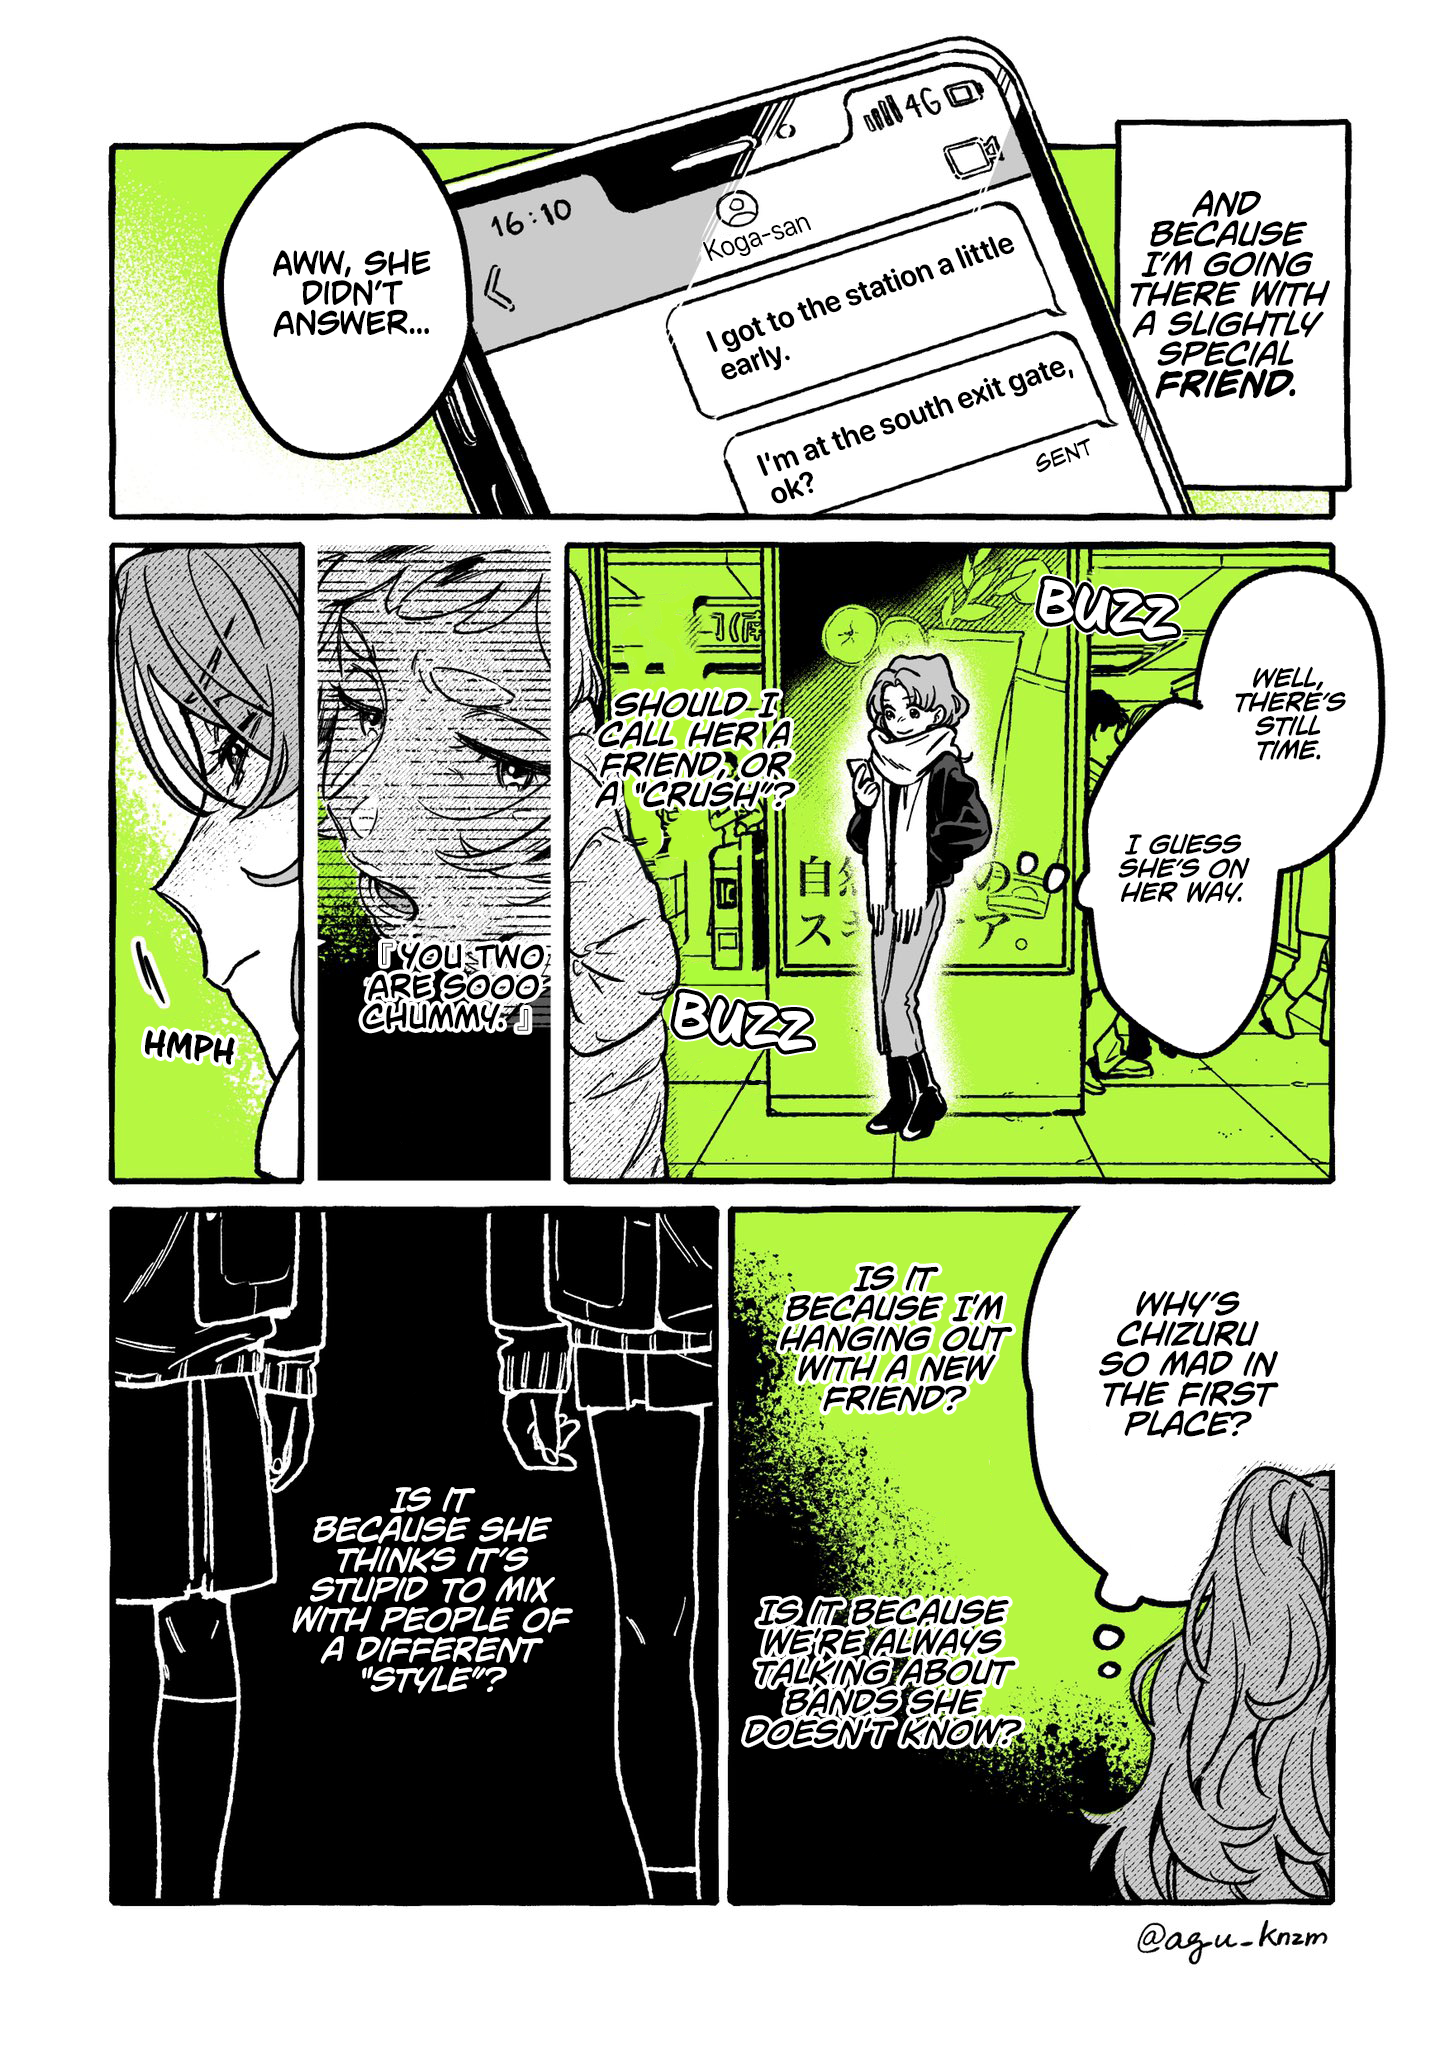 AND
BECAUSE
I'M GOING
THERE WITH
A SLIGHTLY
SPECIAL
FRIEND.
16:10
4G
Koga-san
I got to the station a little
early.
I'm at the south exit gate,
ok?
SENT
AWW, SHE
DIDN'T
ANSWER...
BUZZ
WELL,
THERE'S
STILL
TIME.
I GUESS
SHE'S ON
HER WAY.
SHOULD I
CALL HER A
FRIEND, OR
A "CRUSH"?
BUZZ
『YOU TWO
ARE SOOO
CHUMMY.』
HMPH
WHY'S
CHIZURU
SO MAD IN
THE FIRST
PLACE?
IS IT
BECAUSE I'M
HANGING OUT
WITH A NEW
FRIEND?
IS IT BECAUSE
WE'RE ALWAYS
TALKING ABOUT
BANDS SHE
DOESN'T KNOW?
IS IT
BECAUSE SHE
THINKS IT'S
STUPID TO MIX
WITH PEOPLE OF
A DIFFERENT
"STYLE"?
@agu_knzm